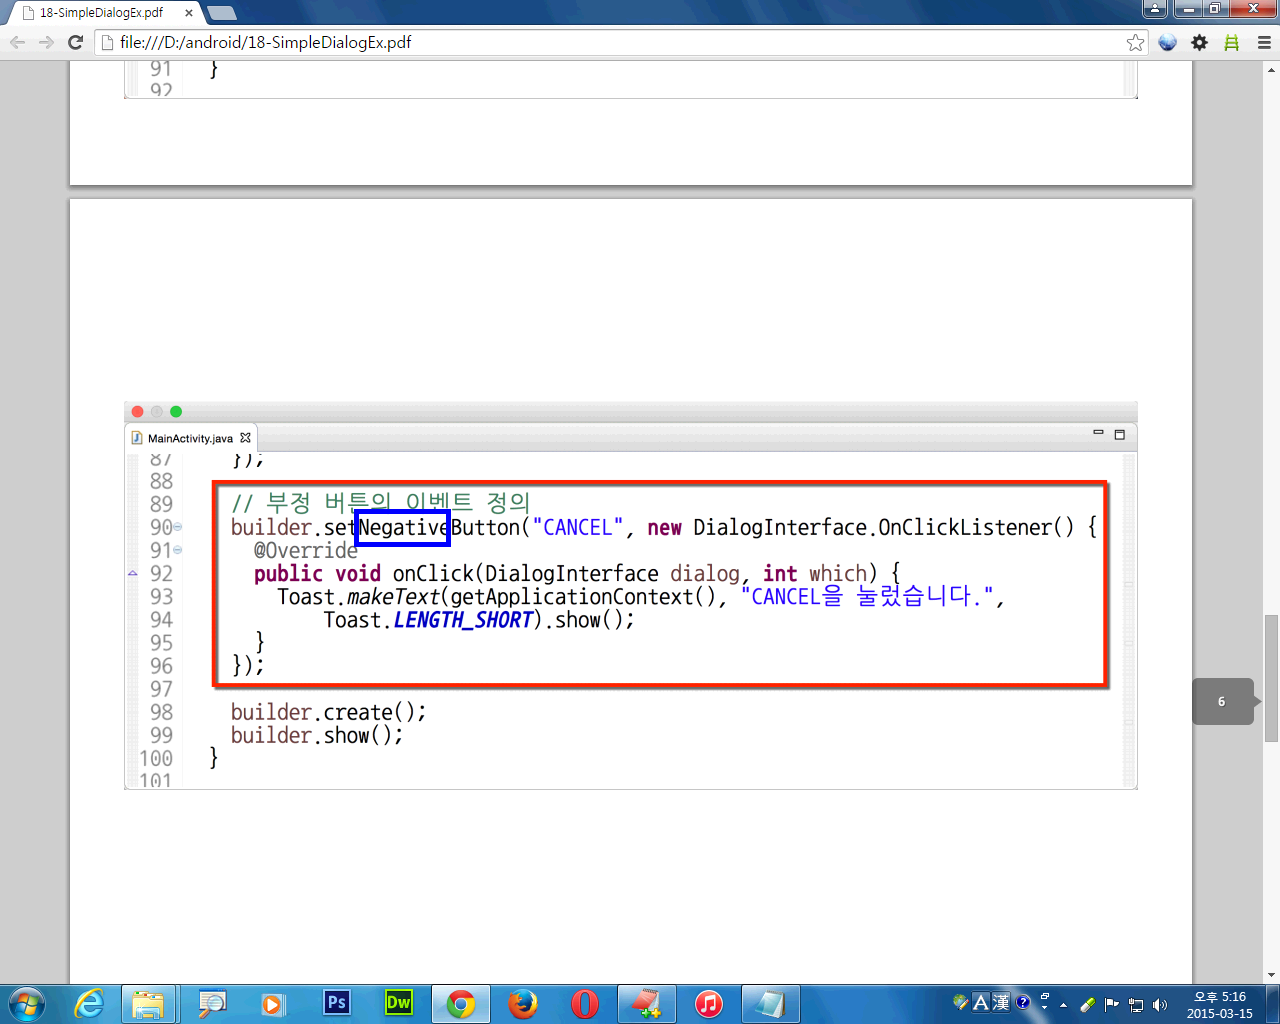 18-SimpleDialogEx.pdf
file:///D:/android/18-SimpleDialogEx.pdf
91 }
92
MainActivity.java
87 });
88
89 // 부정 버튼의 이벤트 정의
90 builder.setNegativeButton("CANCEL", new DialogInterface.OnClickListener() {
91 @Override
92 public void onClick(DialogInterface dialog, int which) {
93 Toast.makeText(getApplicationContext(), "CANCEL을 눌렀습니다.",
94 Toast.LENGTH_SHORT).show();
95 }
96 });
97
98 builder.create();
99 builder.show();
100 }
101
6
Ps
Dw
A 漢
오후 5:16
2015-03-15